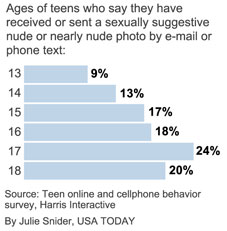 Ages of teens who say they have
received or sent a sexually suggestive
nude or nearly nude photo by e-mail or
phone text:
13 9%
14 13%
15 17%
16 18%
17 24%
18 20%
Source: Teen online and cellphone behavior
survey, Harris Interactive
By Julie Snider, USA TODAY